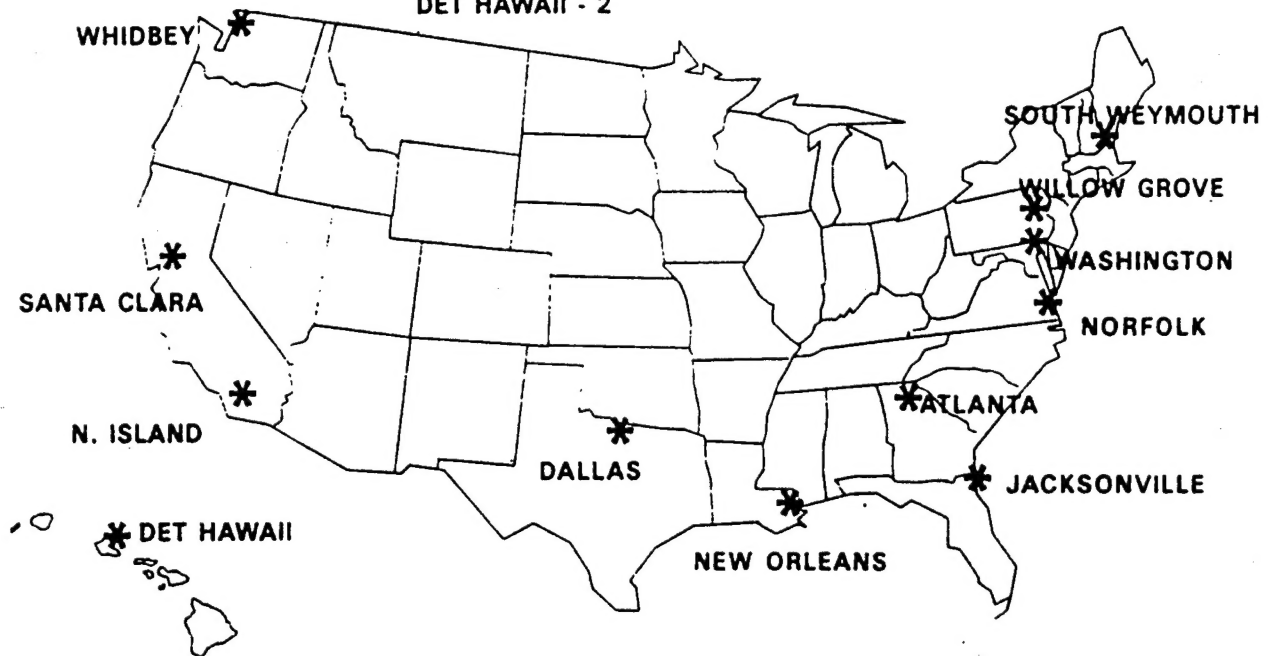 DET HAWAII - 2
WHIDBEY
SOUTH WEYMOUTH
WILLOW GROVE
WASHINGTON
SANTA CLARA
NORFOLK
ATLANTA
N. ISLAND
DALLAS
JACKSONVILLE
DET HAWAII
NEW ORLEANS